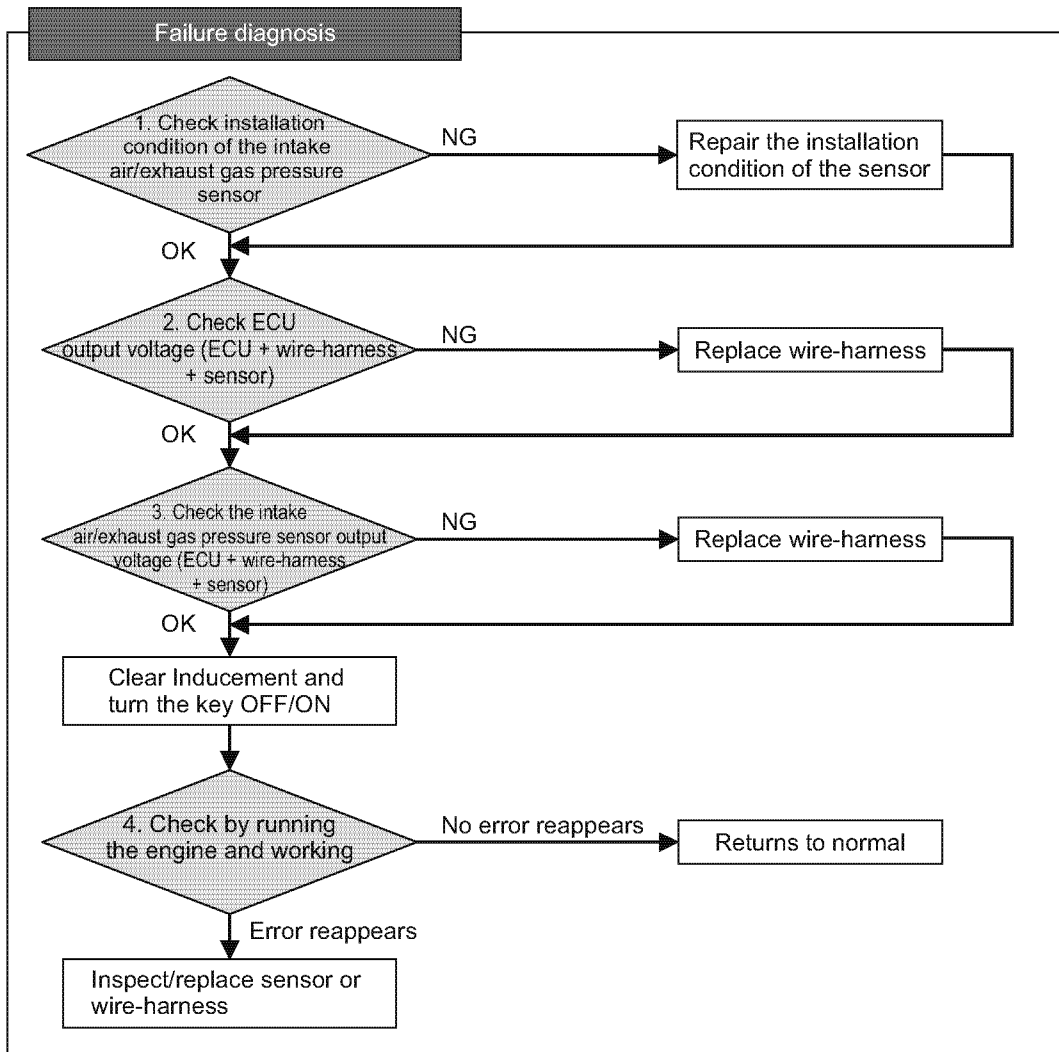 Failure diagnosis
1. Check installation
condition of the intake
air/exhaust gas pressure
sensor
NG
Repair the installation
condition of the sensor
OK
2. Check ECU
output voltage (ECU + wire-harness
+ sensor)
NG
Replace wire-harness
OK
3. Check the intake
air/exhaust gas pressure sensor output
voltage (ECU + wire-harness
+ sensor)
NG
Replace wire-harness
OK
Clear Inducement and
turn the key OFF/ON
4. Check by running
the engine and working
No error reappears
Returns to normal
Error reappears
Inspect/replace sensor or
wire-harness